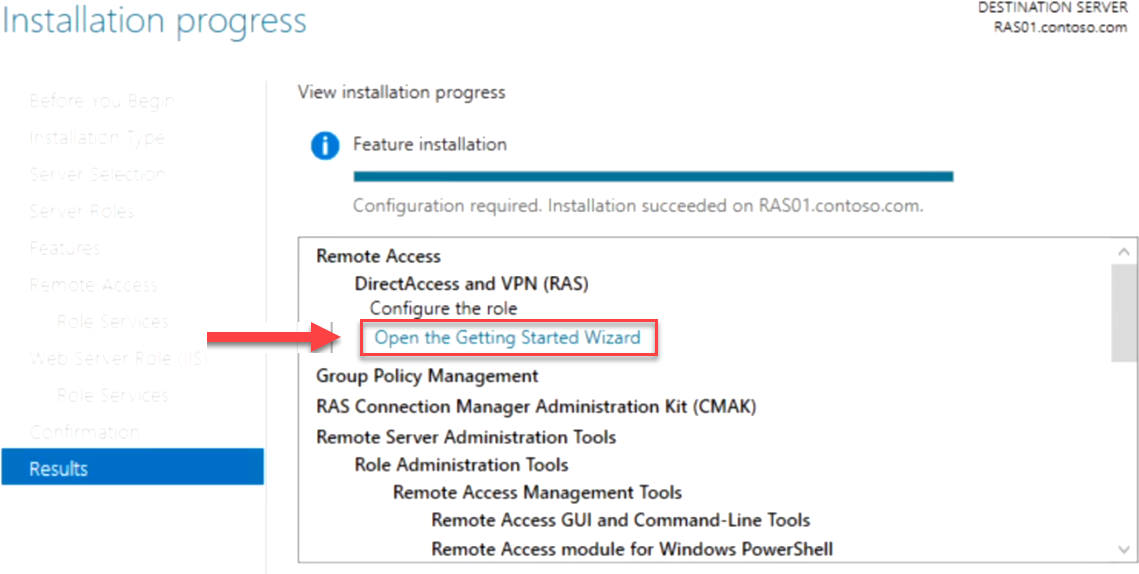 Installation progress
DESTINATION SERVER
RAS01.contoso.com
Before You Begin
Installation Type
Server Selection
Server Roles
Features
Remote Access
Role Services
Web Server Role (IIS)
Role Services
Confirmation
Results
View installation progress
Feature installation
Configuration required. Installation succeeded on RAS01.contoso.com.
Remote Access
DirectAccess and VPN (RAS)
Configure the role
Open the Getting Started Wizard
Group Policy Management
RAS Connection Manager Administration Kit (CMAK)
Remote Server Administration Tools
Role Administration Tools
Remote Access Management Tools
Remote Access GUI and Command-Line Tools
Remote Access module for Windows PowerShell